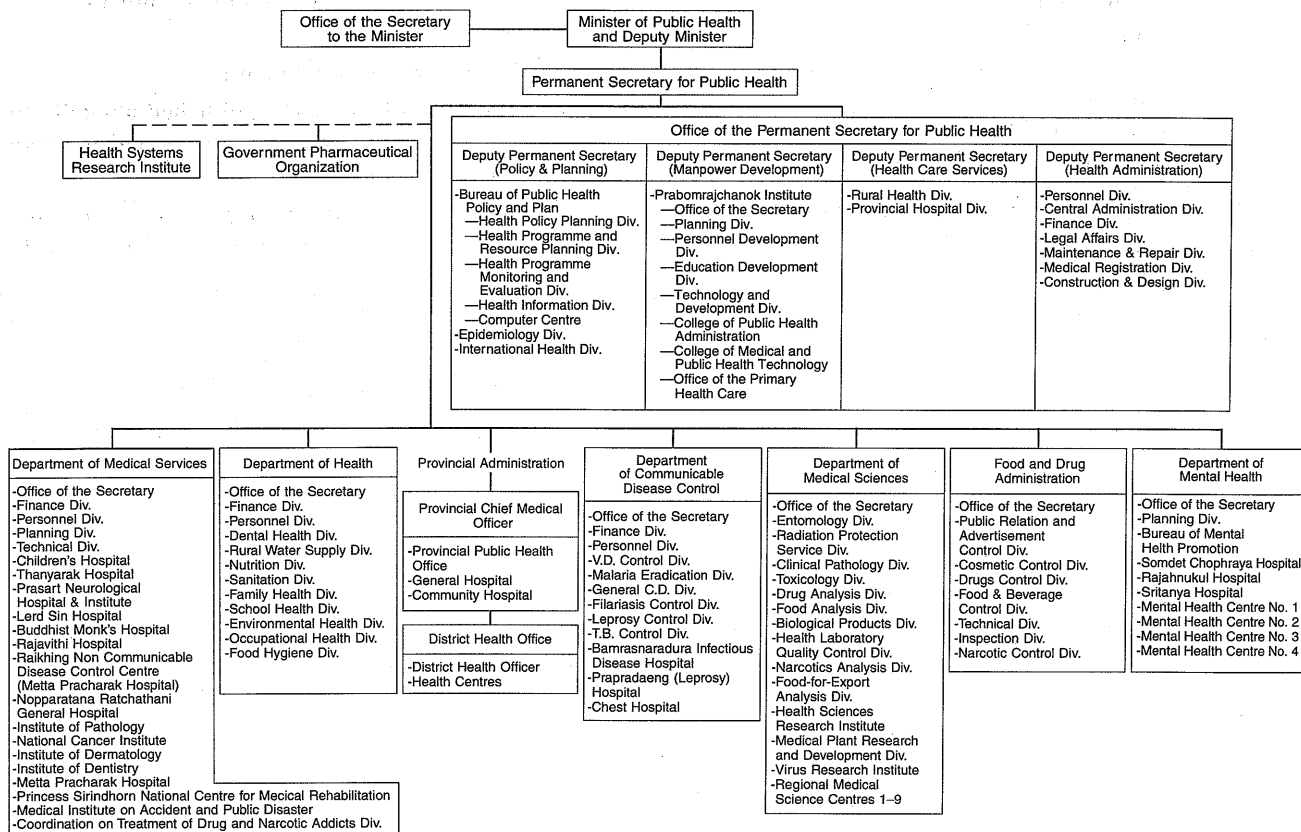 Office of the Secretary
to the Minister
Minister of Public Health
and Deputy Minister
Permanent Secretary for Public Health
Health Systems
Research Institute
Government Pharmaceutical
Organization
Office of the Permanent Secretary for Public Health
Deputy Permanent Secretary
(Policy & Planning)
-Bureau of Public Health
Policy and Plan
—Health Policy Planning Div.
—Health Programme and
Resource Planning Div.
—Health Programme
Monitoring and
Evaluation Div.
—Health Information Div.
—Computer Centre
-Epidemiology Div.
-International Health Div.
Deputy Permanent Secretary
(Manpower Development)
-Prabomrajchanok Institute
—Office of the Secretary
—Planning Div.
—Personnel Development
Div.
—Education Development
Div.
—Technology and
Development Div.
—College of Public Health
Administration
—College of Medical and
Public Health Technology
—Office of the Primary
Health Care
Deputy Permanent Secretary
(Health Care Services)
-Rural Health Div.
-Provincial Hospital Div.
Deputy Permanent Secretary
(Health Administration)
-Personnel Div.
-Central Administration Div.
-Finance Div.
-Legal Affairs Div.
-Maintenance & Repair Div.
-Medical Registration Div.
-Construction & Design Div.
Department of Medical Services
-Office of the Secretary
-Finance Div.
-Personnel Div.
-Planning Div.
-Technical Div.
-Children's Hospital
-Thanyarak Hospital
-Prasart Neurological
Hospital & Institute
-Lerd Sin Hospital
-Buddhist Monk's Hospital
-Rajavithi Hospital
-Raikhing Non Communicable
Disease Control Centre
(Metta Pracharak Hospital)
-Nopparatana Ratchathani
General Hospital
-Institute of Pathology
-National Cancer Institute
-Institute of Dermatology
-Institute of Dentistry
-Metta Pracharak Hospital
-Princess Sirindhorn National Centre for Mecical Rehabilitation
-Medical Institute on Accident and Public Disaster
-Coordination on Treatment of Drug and Narcotic Addicts Div.
Department of Health
-Office of the Secretary
-Finance Div.
-Personnel Div.
-Dental Health Div.
-Rural Water Supply Div.
-Nutrition Div.
-Sanitation Div.
-Family Health Div.
-School Health Div.
-Environmental Health Div.
-Occupational Health Div.
-Food Hygiene Div.
Provincial Administration
Provincial Chief Medical
Officer
-Provincial Public Health
Office
-General Hospital
-Community Hospital
District Health Office
-District Health Officer
-Health Centres
Department
of Communicable
Disease Control
-Office of the Secretary
-Finance Div.
-Personnel Div.
-V.D. Control Div.
-Malaria Eradication Div.
-General C.D. Div.
-Filariasis Control Div.
-Leprosy Control Div.
-T.B. Control Div.
-Bamrasnaradura Infectious
Disease Hospital
-Prapradaeng (Leprosy)
Hospital
-Chest Hospital
Department of
Medical Sciences
-Office of the Secretary
-Entomology Div.
-Radiation Protection
Service Div.
-Clinical Pathology Div.
-Toxicology Div.
-Drug Analysis Div.
-Food Analysis Div.
-Biological Products Div.
-Health Laboratory
Quality Control Div.
-Narcotics Analysis Div.
-Food-for-Export
Analysis Div.
-Health Sciences
Research Institute
-Medical Plant Research
and Development Div.
-Virus Research Institute
-Regional Medical
Science Centres 1–9
Food and Drug
Administration
-Office of the Secretary
-Public Relation and
Advertisement
Control Div.
-Cosmetic Control Div.
-Drugs Control Div.
-Food & Beverage
Control Div.
-Technical Div.
-Inspection Div.
-Narcotic Control Div.
Department of
Mental Health
-Office of the Secretary
-Planning Div.
-Bureau of Mental
Helth Promotion
-Somdet Chophraya Hospital
-Rajahnukul Hospital
-Sritanya Hospital
-Mental Health Centre No. 1
-Mental Health Centre No. 2
-Mental Health Centre No. 3
-Mental Health Centre No. 4